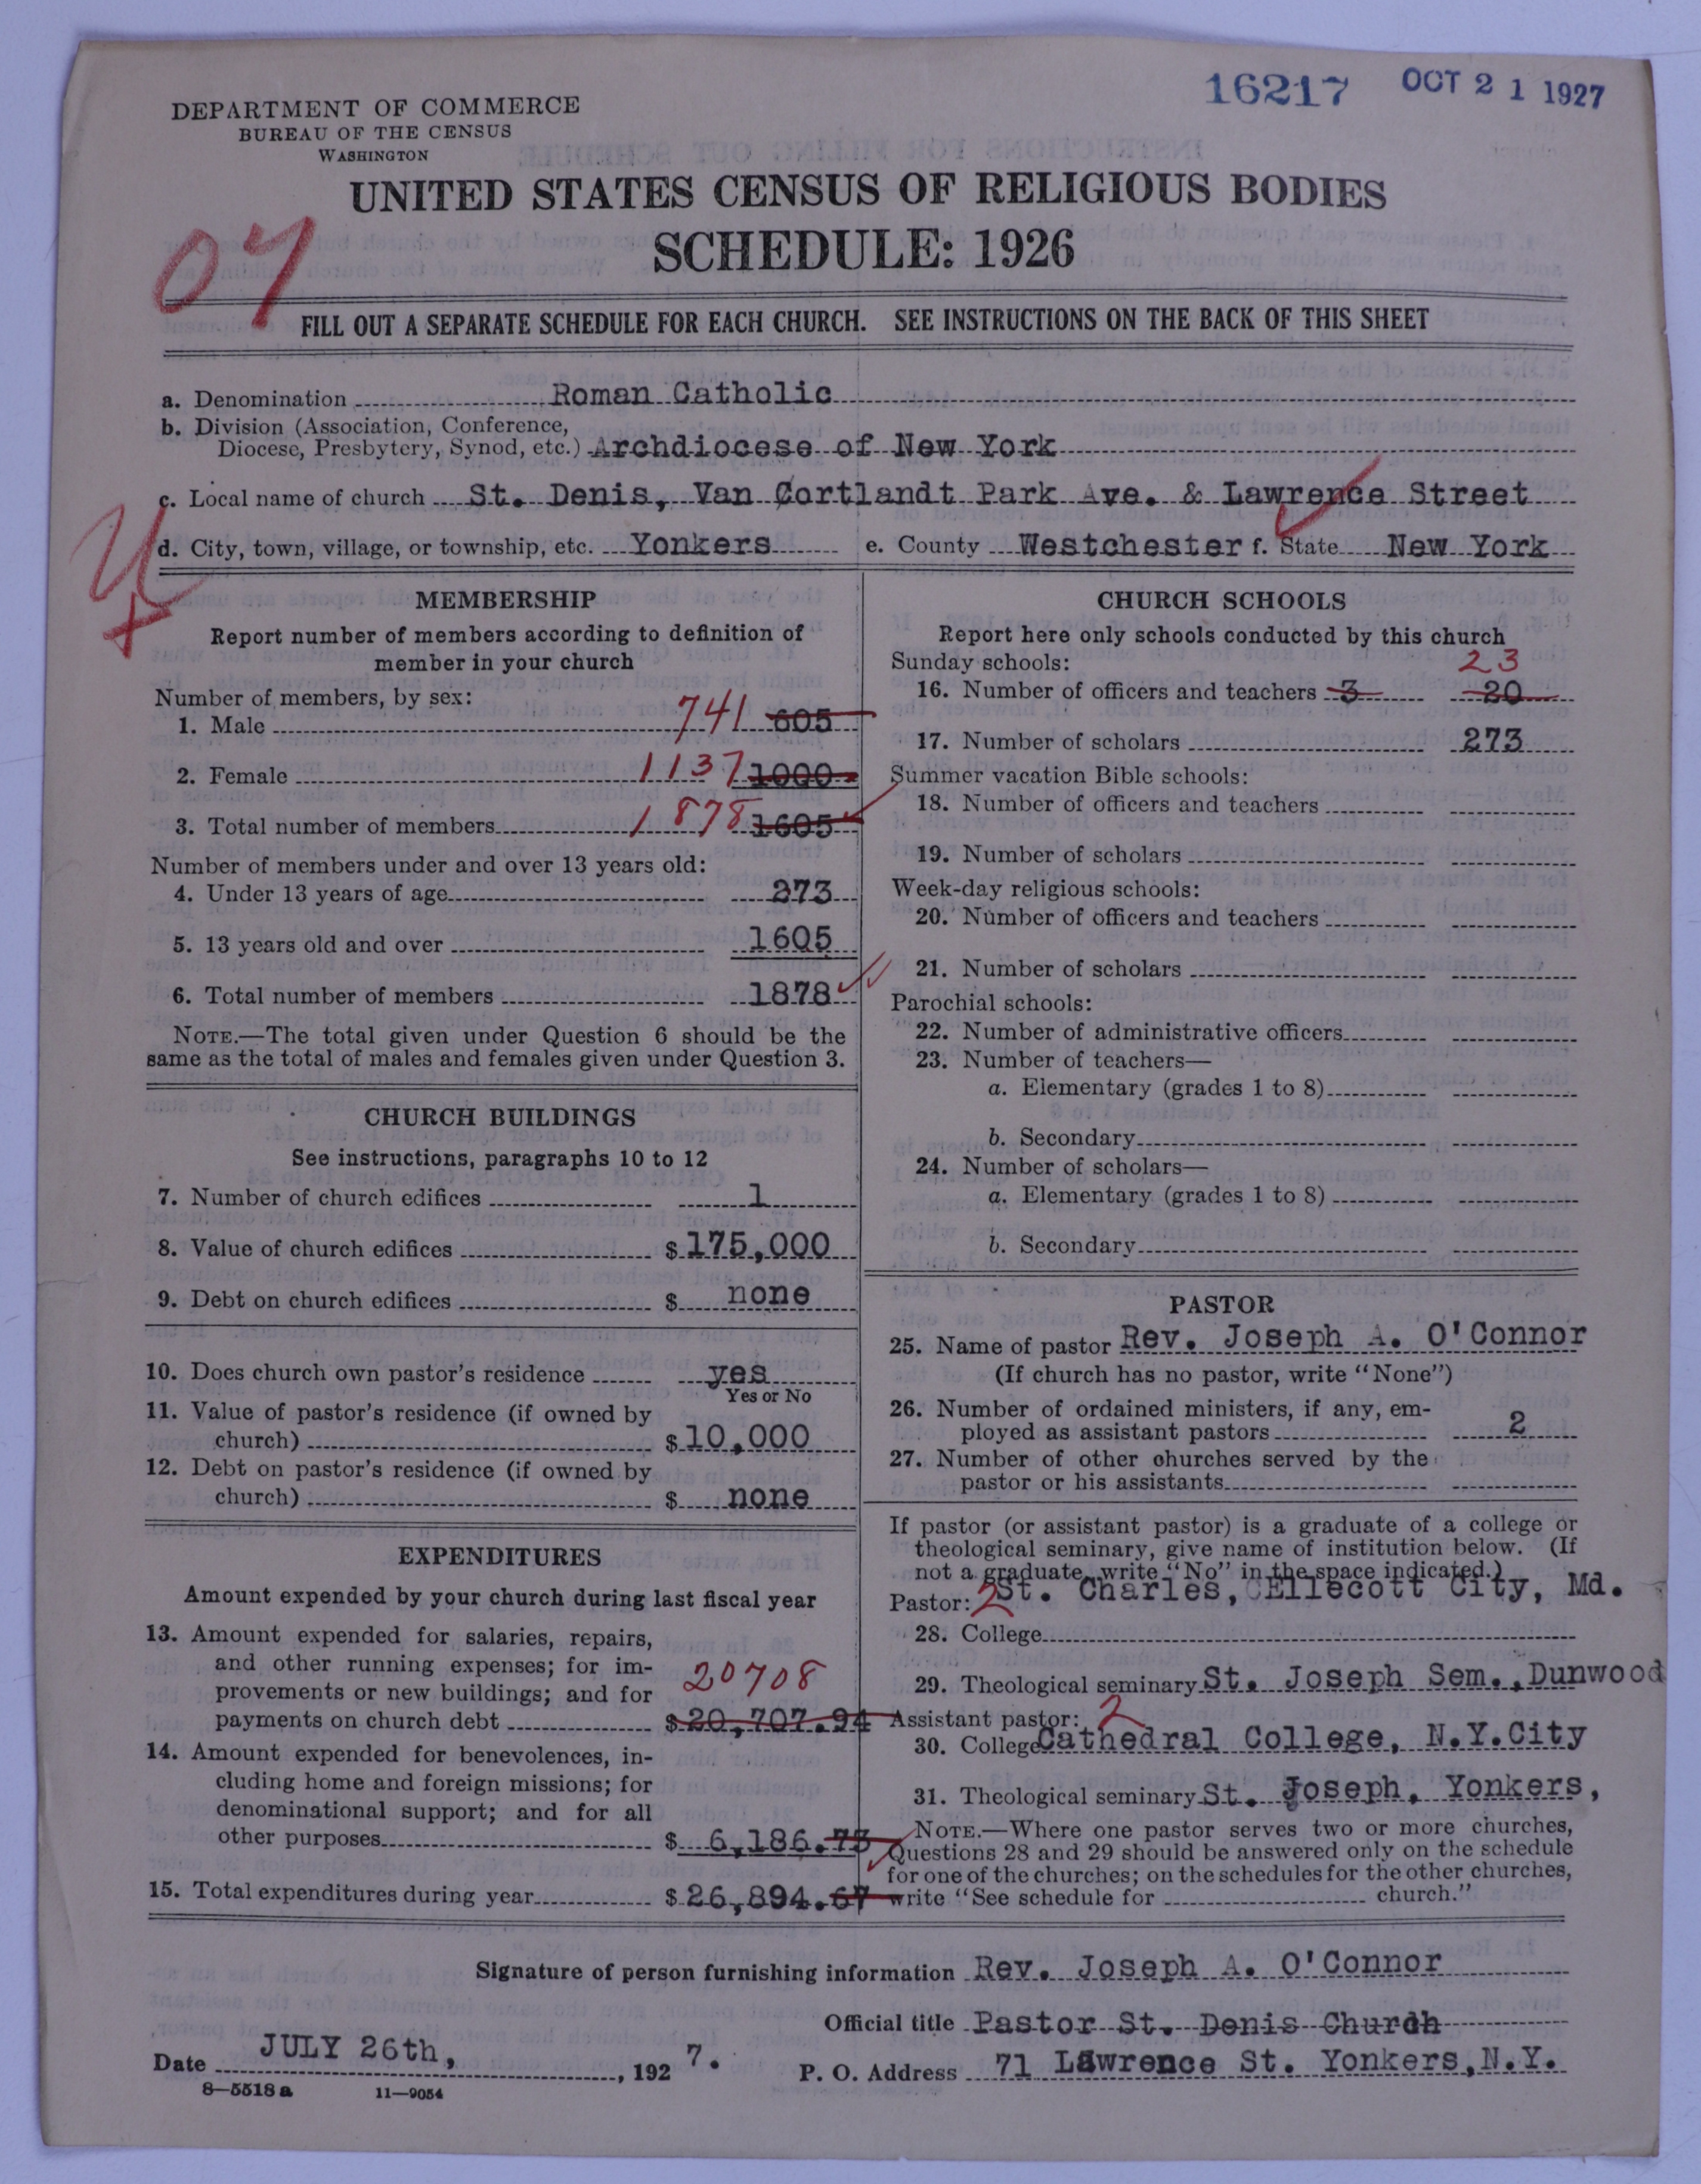 16217 OCT 21 1927
DEPARTMENT OF COMMERCE
BUREAU OF THE CENSUS
WASHINGTON
UNITED STATES CENSUS OF RELIGIOUS BODIES
SCHEDULE: 1926
FILL OUT A SEPARATE SCHEDULE FOR EACH CHURCH. SEE INSTRUCTIONS ON THE BACK OF THIS SHEET
a. Denomination Roman Catholic
b. Division (Association, Conference,
Diocese, Presbytery, Synod, etc.) Archdiocese of New York
c. Local name of church St. Denis, Van Cortlandt Park Ave. & Lawrence Street
d. City, town, village, or township, etc. Yonkers e. County Westchester f. State New York
MEMBERSHIP
Report number of members according to definition of
member in your church
Number of members, by sex:
1. Male 741 605
2. Female 1137 1000
3. Total number of members 1878 1605
Number of members under and over 13 years old:
4. Under 13 years of age 273
5. 13 years old and over 1605
6. Total number of members 1878
NOTE.—The total given under Question 6 should be the
same as the total of males and females given under Question 3.
CHURCH BUILDINGS
See instructions, paragraphs 10 to 12
7. Number of church edifices 1
8. Value of church edifices $ 175,000
9. Debt on church edifices $ none
10. Does church own pastor's residence yes
Yes or No
11. Value of pastor's residence (if owned by
church) $ 10,000
12. Debt on pastor's residence (if owned by
church) $ none
EXPENDITURES
Amount expended by your church during last fiscal year
13. Amount expended for salaries, repairs,
and other running expenses; for im-
provements or new buildings; and for 20708
payments on church debt $ 20,707.94
14. Amount expended for benevolences, in-
cluding home and foreign missions; for
denominational support; and for all
other purposes $ 6,186.73
15. Total expenditures during year $ 26,894.67
CHURCH SCHOOLS
Report here only schools conducted by this church
Sunday schools: 23
16. Number of officers and teachers 3 20
17. Number of scholars 273
Summer vacation Bible schools:
18. Number of officers and teachers
19. Number of scholars
Week-day religious schools:
20. Number of officers and teachers
21. Number of scholars
Parochial schools:
22. Number of administrative officers
23. Number of teachers—
a. Elementary (grades 1 to 8)
b. Secondary
24. Number of scholars—
a. Elementary (grades 1 to 8)
b. Secondary
PASTOR
25. Name of pastor Rev. Joseph A. O'Connor
(If church has no pastor, write "None")
26. Number of ordained ministers, if any, em-
ployed as assistant pastors 2
27. Number of other churches served by the
pastor or his assistants
If pastor (or assistant pastor) is a graduate of a college or
theological seminary, give name of institution below. (If
not a graduate, write "No" in the space indicated.)
Pastor: 2 St. Charles, Ellecott City, Md.
28. College
29. Theological seminary St. Joseph Sem., Dunwood
Assistant pastor: 2
30. College Cathedral College, N.Y.City
31. Theological seminary St. Joseph, Yonkers,
NOTE.—Where one pastor serves two or more churches,
Questions 28 and 29 should be answered only on the schedule
for one of the churches; on the schedules for the other churches,
write "See schedule for church."
Signature of person furnishing information Rev. Joseph A. O'Connor
Official title Pastor St. Denis Church
Date JULY 26th, 1927. P. O. Address 71 Lawrence St. Yonkers, N.Y.
8—5518 a 11—9054